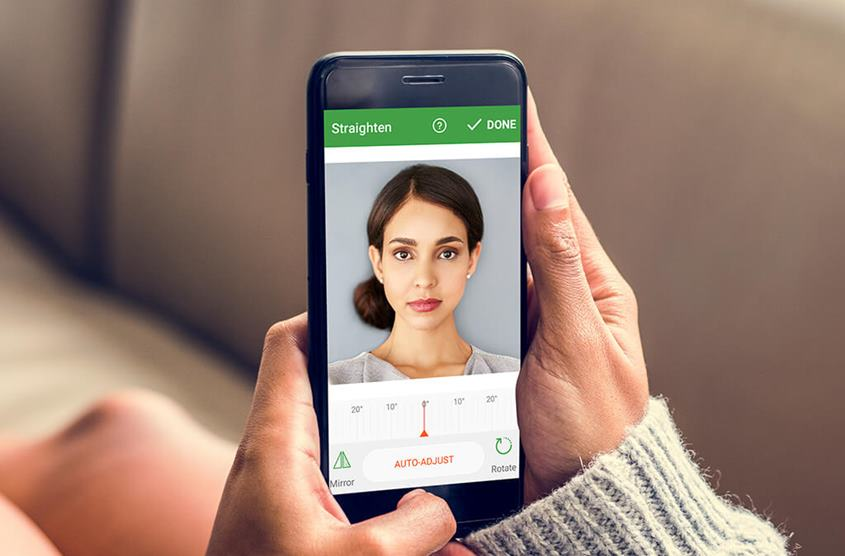 Straighten ? DONE
20° 10° 0° 10° 20°
AUTO-ADJUST
Mirror
Rotate